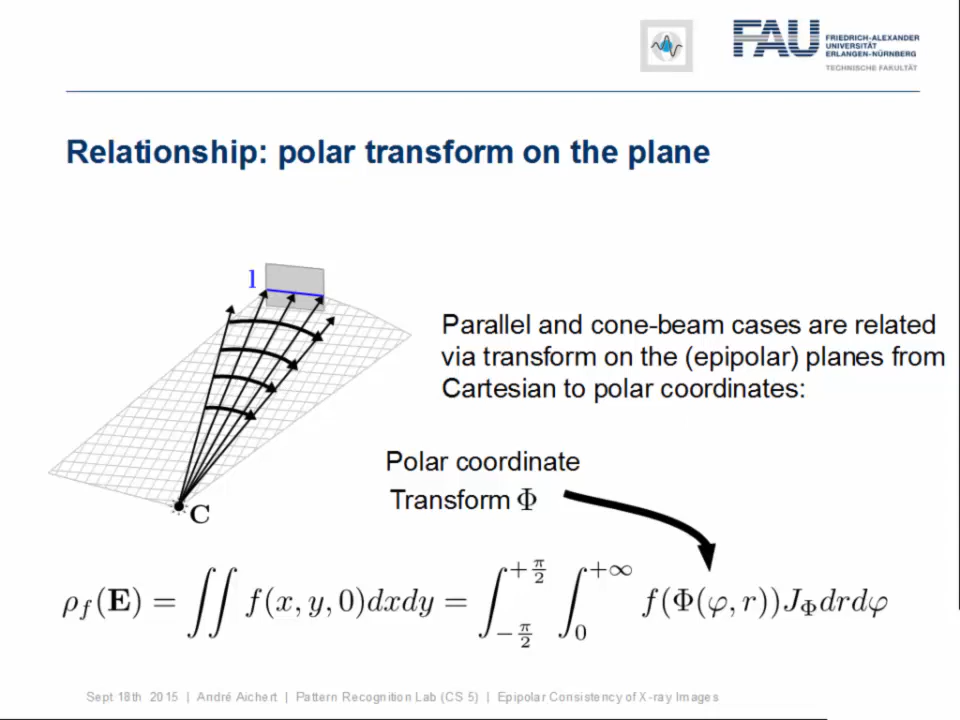 FAU
FRIEDRICH-ALEXANDER
UNIVERSITÄT
ERLANGEN-NÜRNBERG
TECHNISCHE FAKULTÄT
Relationship: polar transform on the plane
l
C
Parallel and cone-beam cases are related
via transform on the (epipolar) planes from
Cartesian to polar coordinates:
Polar coordinate
Transform Φ
ρ_f(E) = ∬ f(x, y, 0)dxdy = ∫_{-π/2}^{+π/2} ∫_0^{+∞} f(Φ(φ, r))J_Φ drdφ
Sept 18th 2015 | André Aichert | Pattern Recognition Lab (CS 5) | Epipolar Consistency of X-ray Images